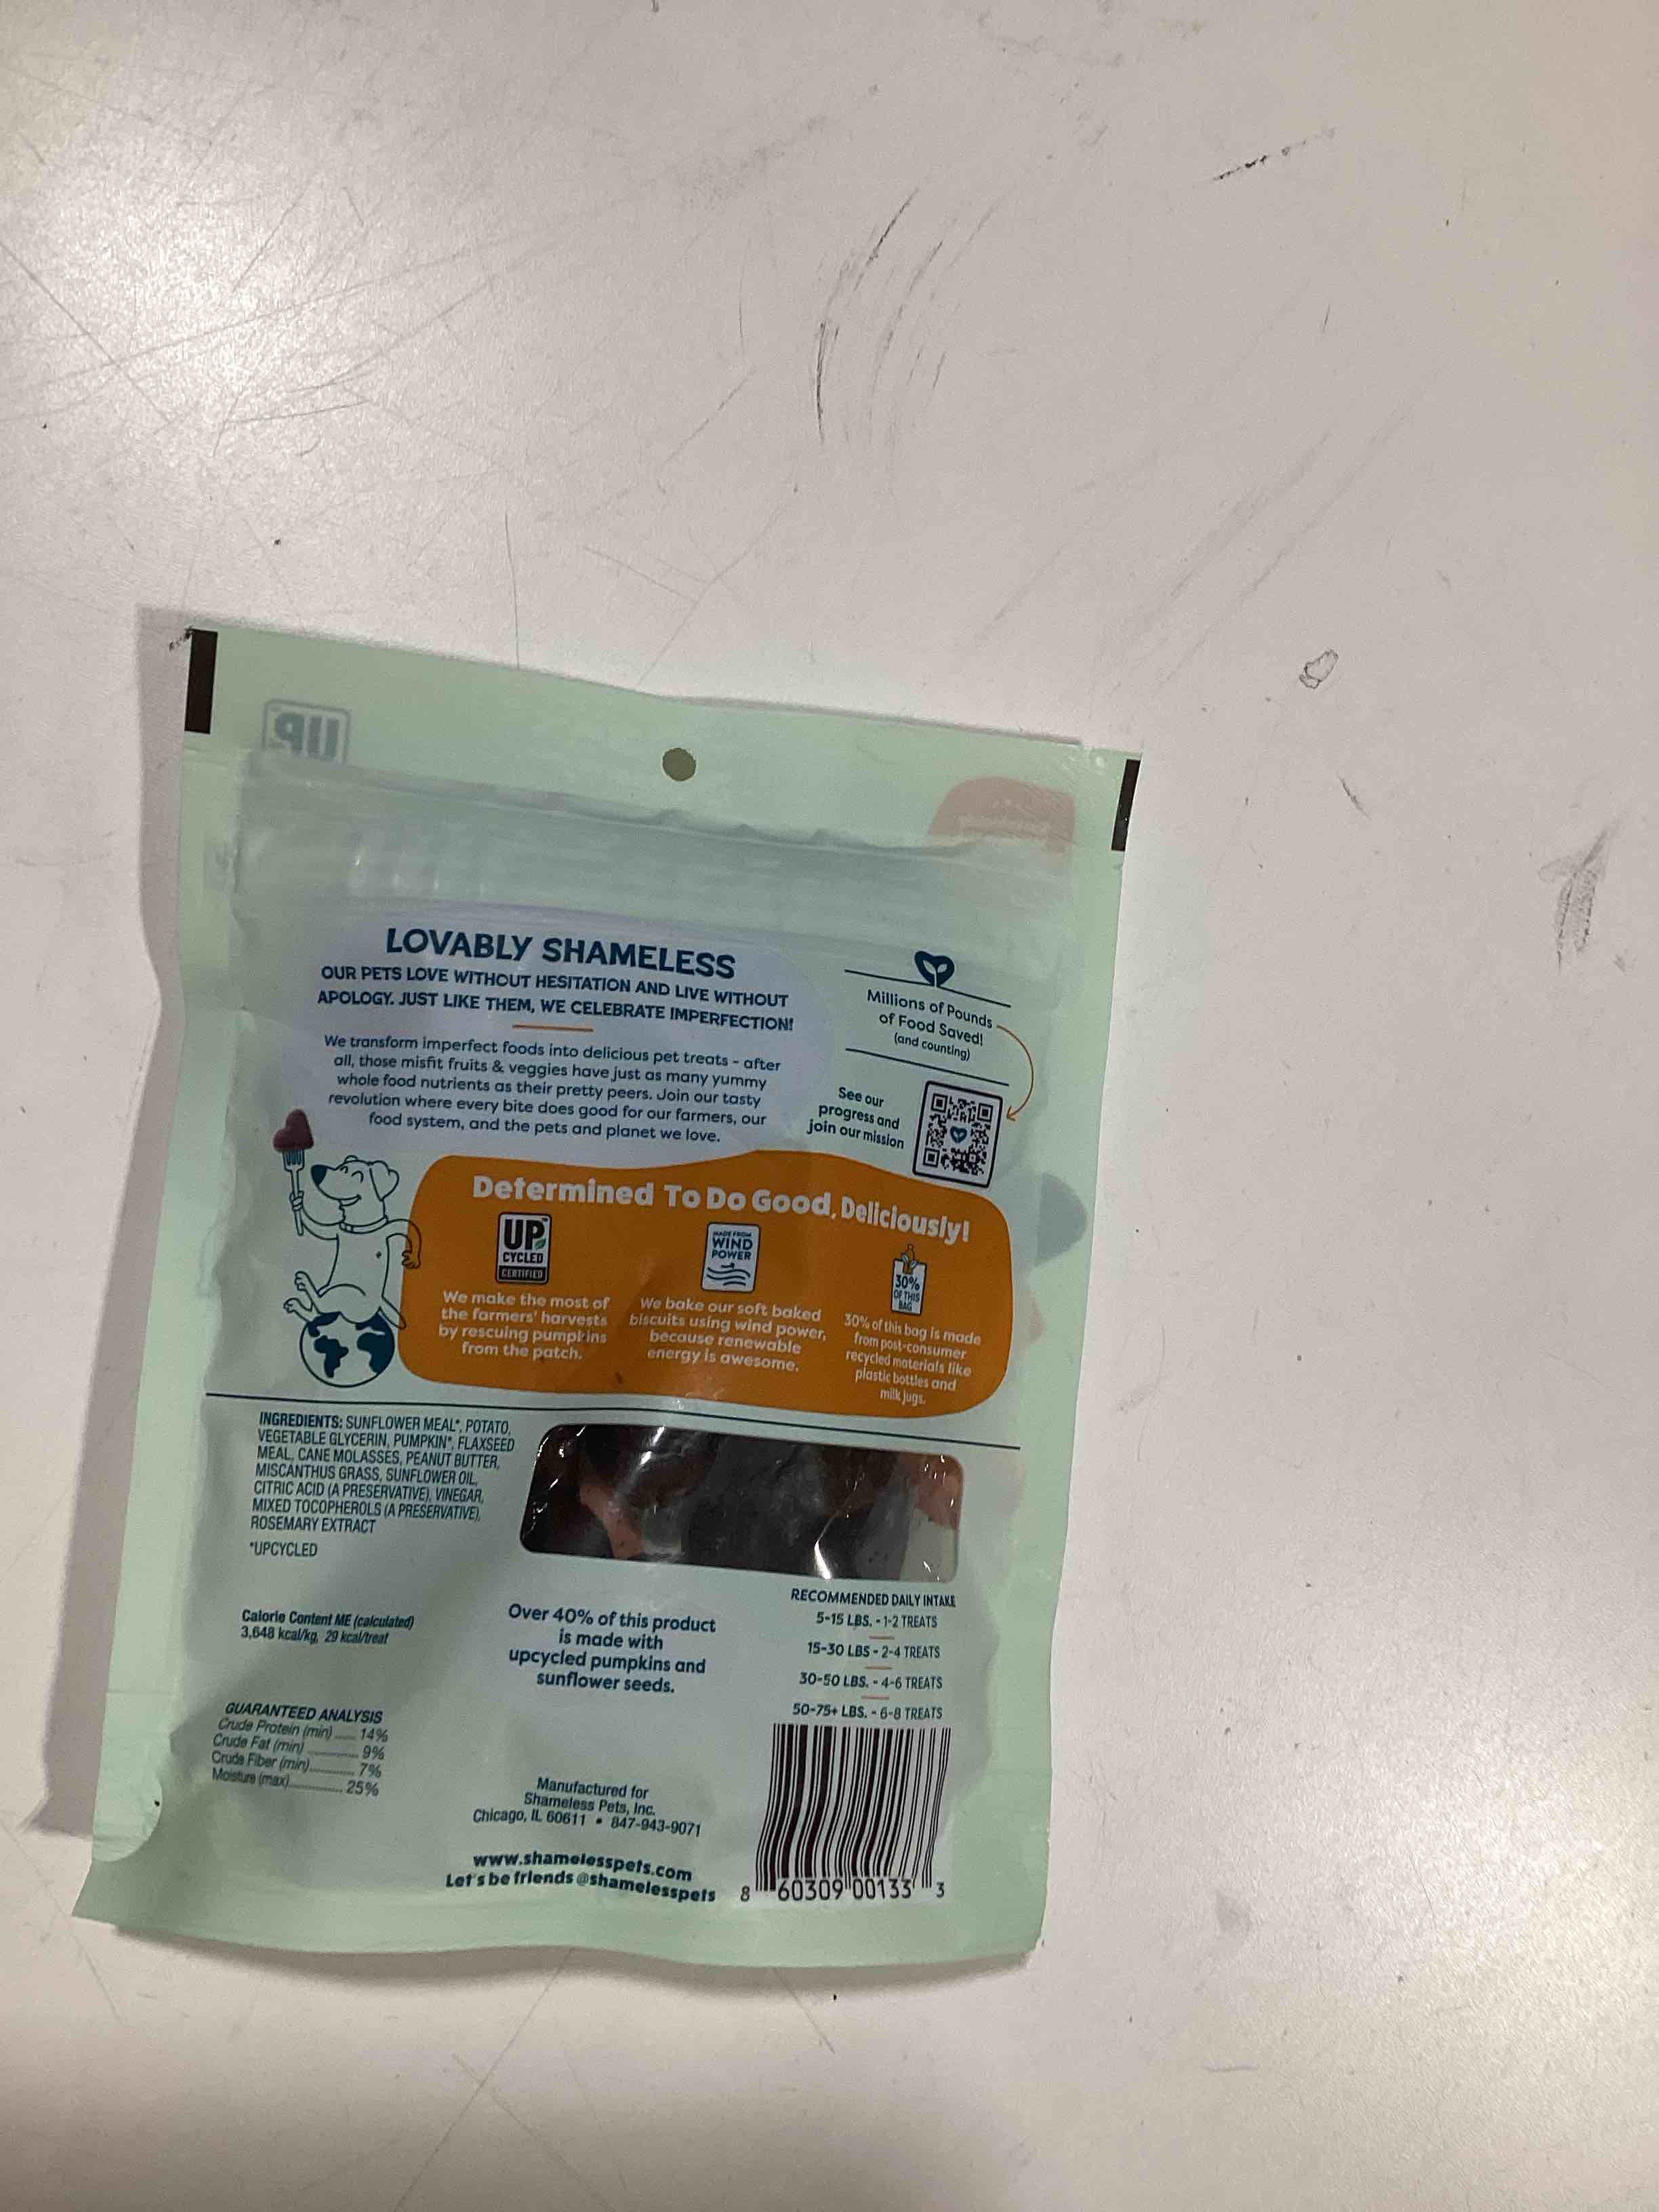 UP
LOVABLY SHAMELESS
OUR PETS LOVE WITHOUT HESITATION AND LIVE WITHOUT
APOLOGY. JUST LIKE THEM, WE CELEBRATE IMPERFECTION!
We transform imperfect foods into delicious pet treats - after
all, those misfit fruits & veggies have just as many yummy
whole food nutrients as their pretty peers. Join our tasty
revolution where every bite does good for our farmers, our
food system, and the pets and planet we love.
Millions of Pounds
of Food Saved!
(and counting)
See our
progress and
join our mission
Determined To Do Good, Deliciously!
UP
CYCLED
CERTIFIED
We make the most of
the farmers' harvests
by rescuing pumpkins
from the patch.
MADE FROM
WIND
POWER
We bake our soft baked
biscuits using wind power,
because renewable
energy is awesome.
30%
OF THIS
BAG
30% of this bag is made
from post-consumer
recycled materials like
plastic bottles and
milk jugs.
INGREDIENTS: SUNFLOWER MEAL*, POTATO,
VEGETABLE GLYCERIN, PUMPKIN*, FLAXSEED
MEAL, CANE MOLASSES, PEANUT BUTTER,
MISCANTHUS GRASS, SUNFLOWER OIL,
CITRIC ACID (A PRESERVATIVE), VINEGAR,
MIXED TOCOPHEROLS (A PRESERVATIVE),
ROSEMARY EXTRACT
*UPCYCLED
Calorie Content ME (calculated)
3,648 kcal/kg, 29 kcal/treat
GUARANTEED ANALYSIS
Crude Protein (min) ..... 14%
Crude Fat (min) ............ 9%
Crude Fiber (min)........... 7%
Moisture (max)............. 25%
Over 40% of this product
is made with
upcycled pumpkins and
sunflower seeds.
Manufactured for
Shameless Pets, Inc.
Chicago, IL 60611 • 847-943-9071
www.shamelesspets.com
Let's be friends @shamelesspets
RECOMMENDED DAILY INTAKE
5-15 LBS. - 1-2 TREATS
15-30 LBS - 2-4 TREATS
30-50 LBS. - 4-6 TREATS
50-75+ LBS. - 6-8 TREATS
8 60309 00133 3